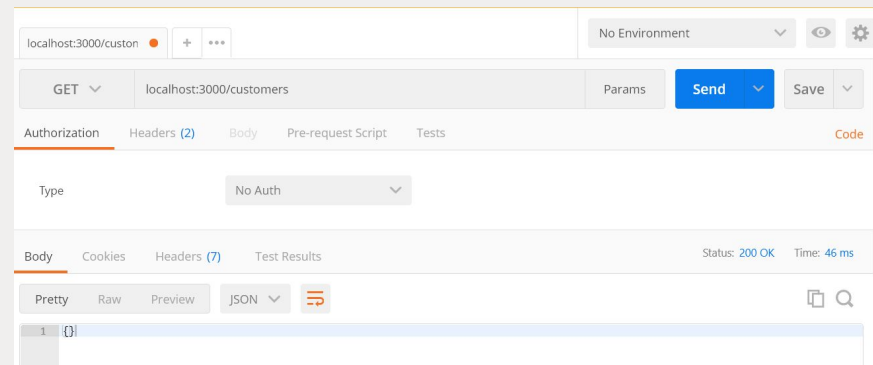 No Environment
localhost:3000/custon + •••
GET localhost:3000/customers Params Send Save
Authorization Headers (2) Body Pre-request Script Tests Code
Type No Auth
Body Cookies Headers (7) Test Results Status: 200 OK Time: 46 ms
Pretty Raw Preview JSON
1 {}